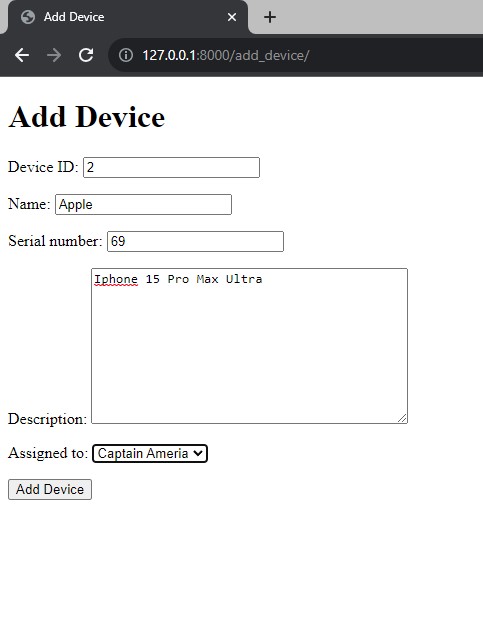 Add Device
127.0.0.1:8000/add_device/
Add Device
Device ID: 2
Name: Apple
Serial number: 69
Iphone 15 Pro Max Ultra
Description:
Assigned to: Captain Ameria
Add Device